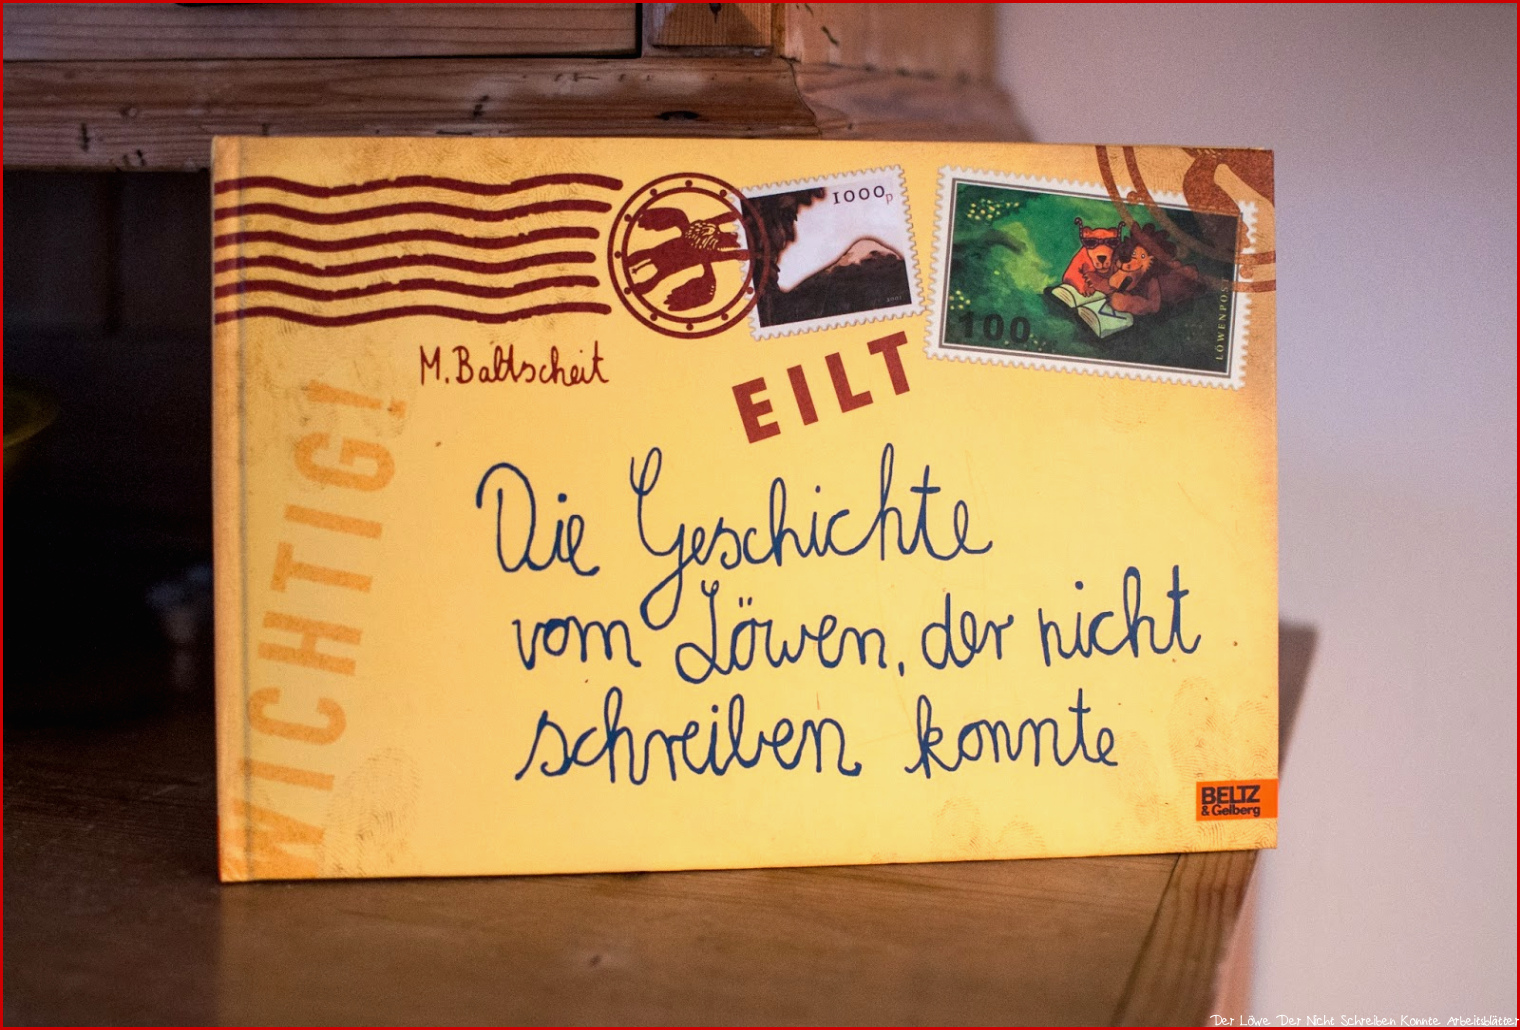 1000p
100
LÖWENPOST
M. Baltscheit
EILT
WICHTIG!
Die Geschichte
vom Löwen, der nicht
schreiben konnte
BELTZ
& Gelberg
Der Löwe Der Nicht Schreiben Konnte Arbeitsblätter